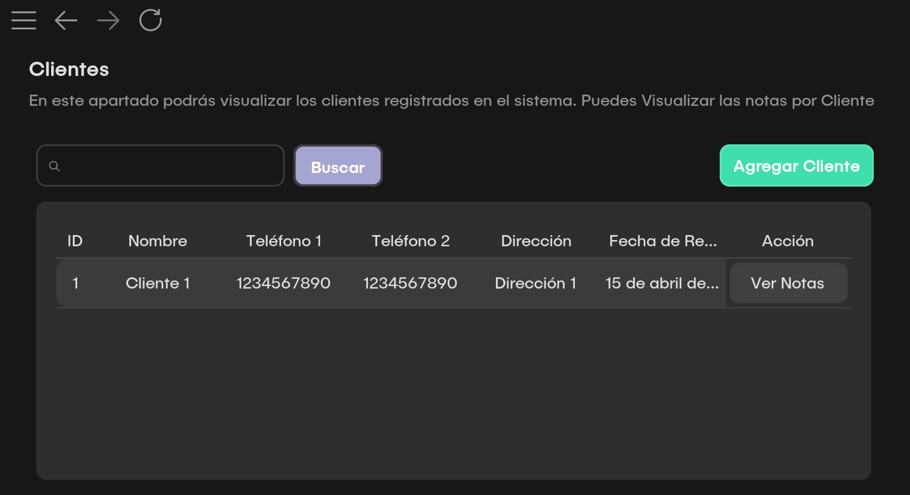 Clientes
En este apartado podrás visualizar los clientes registrados en el sistema. Puedes Visualizar las notas por Cliente
Buscar
Agregar Cliente
ID Nombre Teléfono 1 Teléfono 2 Dirección Fecha de Re... Acción
1 Cliente 1 1234567890 1234567890 Dirección 1 15 de abril de... Ver Notas